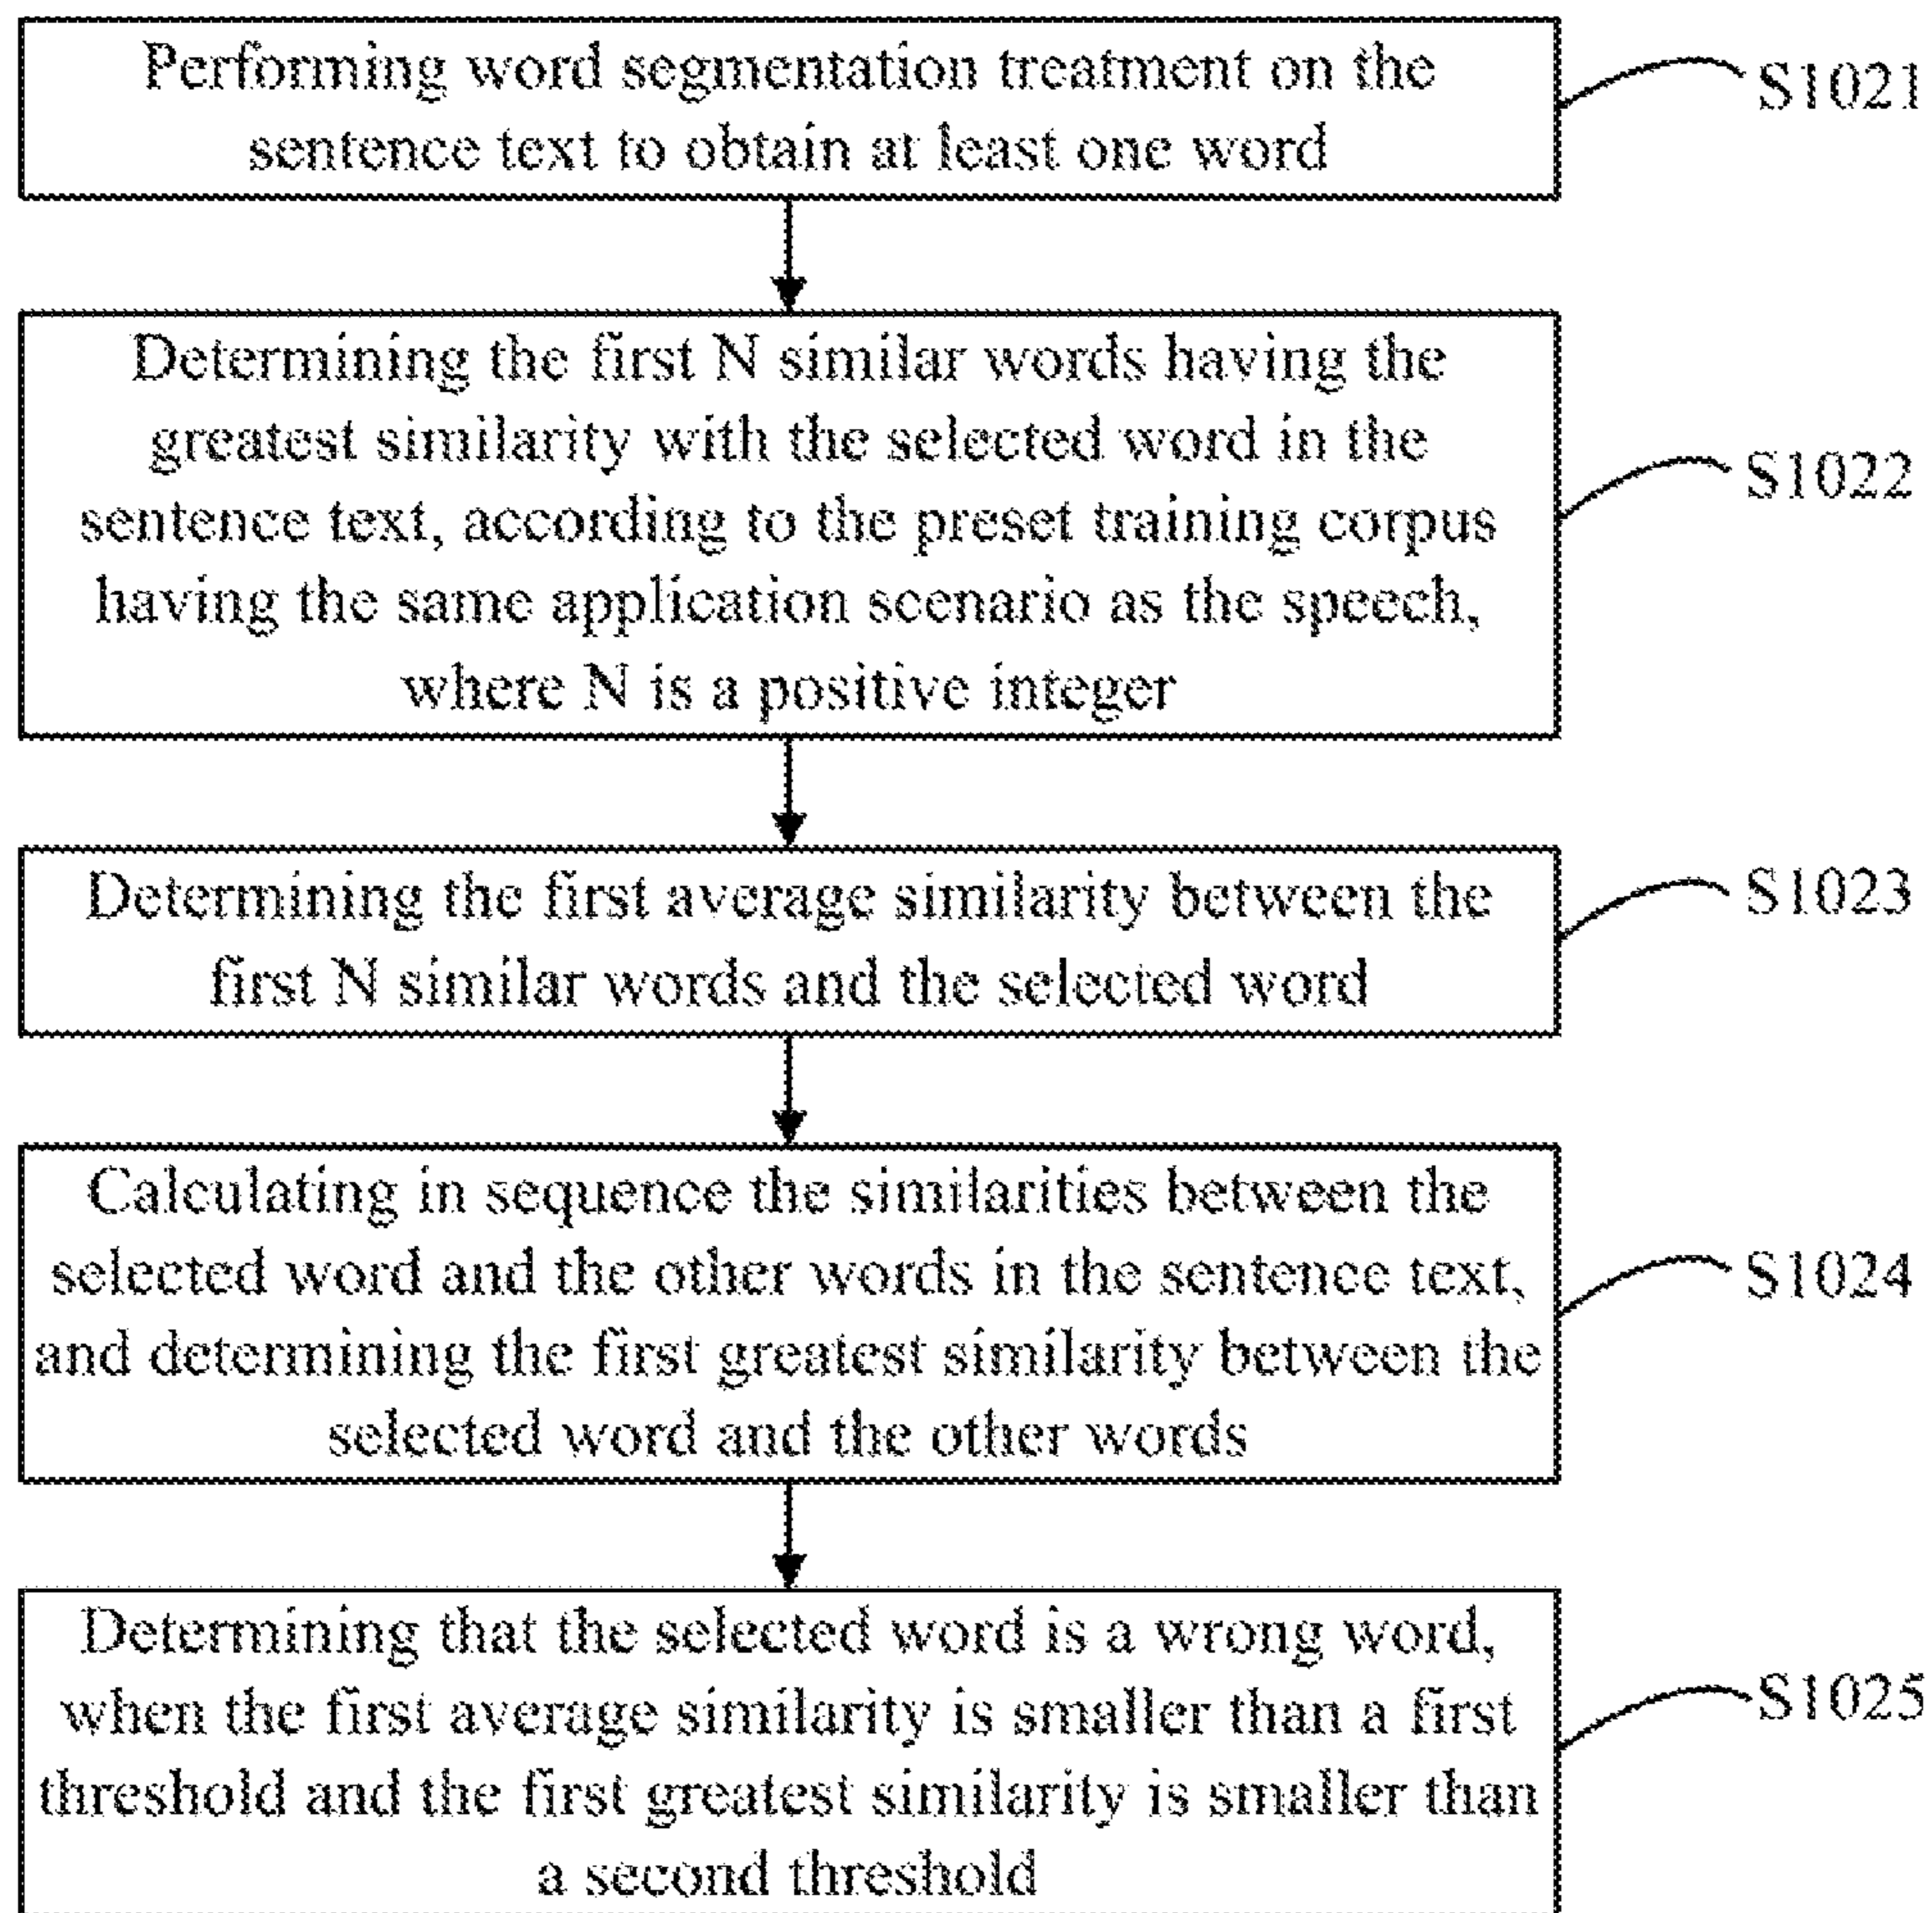 Performing word segmentation treatment on the
sentence text to obtain at least one word
S1021
Determining the first N similar words having the
greatest similarity with the selected word in the
sentence text, according to the preset training corpus
having the same application scenario as the speech,
where N is a positive integer
S1022
Determining the first average similarity between the
first N similar words and the selected word
S1023
Calculating in sequence the similarities between the
selected word and the other words in the sentence text,
and determining the first greatest similarity between the
selected word and the other words
S1024
Determining that the selected word is a wrong word,
when the first average similarity is smaller than a first
threshold and the first greatest similarity is smaller than
a second threshold
S1025